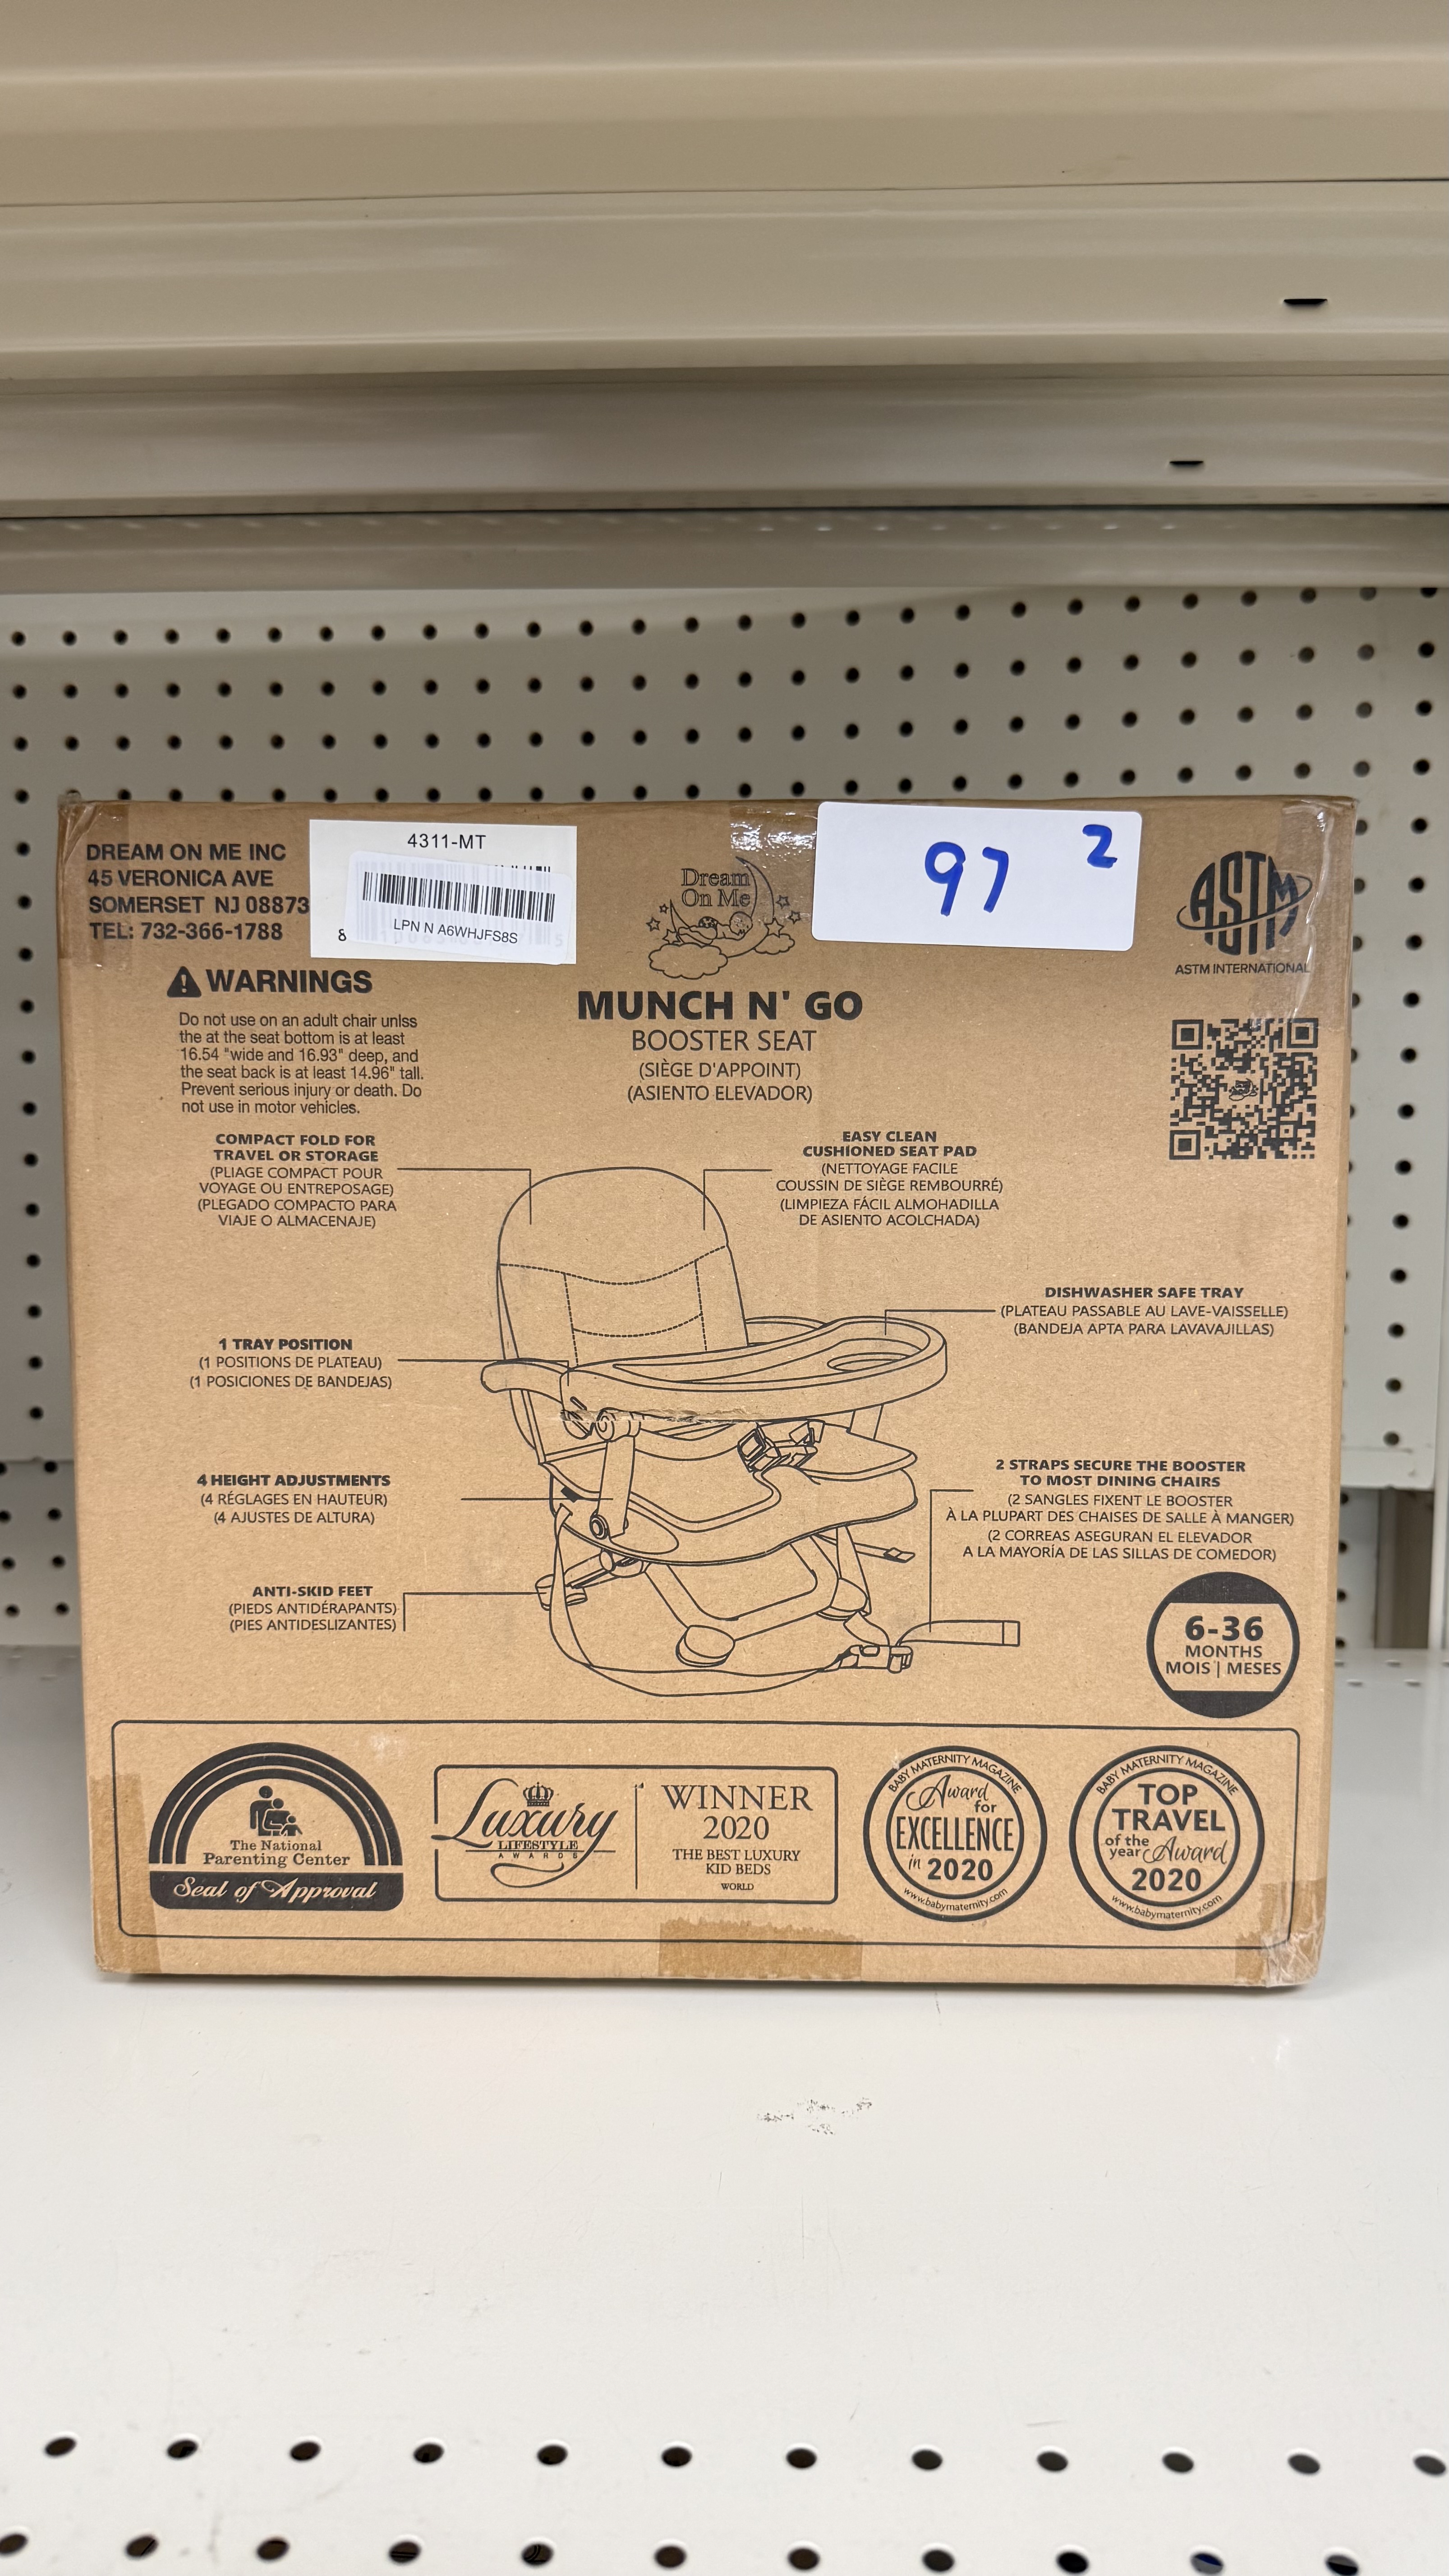 DREAM ON ME INC
45 VERONICA AVE
SOMERSET NJ 08873
TEL: 732-366-1788
4311-MT
LPN N A6WHJFS8S
8
5
Dream
On Me
97
2
ASTM
ASTM INTERNATIONAL
WARNINGS
Do not use on an adult chair unlss
the at the seat bottom is at least
16.54 "wide and 16.93" deep, and
the seat back is at least 14.96" tall.
Prevent serious injury or death. Do
not use in motor vehicles.
MUNCH N' GO
BOOSTER SEAT
(SIÈGE D'APPOINT)
(ASIENTO ELEVADOR)
COMPACT FOLD FOR
TRAVEL OR STORAGE
(PLIAGE COMPACT POUR
VOYAGE OU ENTREPOSAGE)
(PLEGADO COMPACTO PARA
VIAJE O ALMACENAJE)
EASY CLEAN
CUSHIONED SEAT PAD
(NETTOYAGE FACILE
COUSSIN DE SIÈGE REMBOURRÉ)
(LIMPIEZA FÁCIL ALMOHADILLA
DE ASIENTO ACOLCHADA)
DISHWASHER SAFE TRAY
(PLATEAU PASSABLE AU LAVE-VAISSELLE)
(BANDEJA APTA PARA LAVAVAJILLAS)
1 TRAY POSITION
(1 POSITIONS DE PLATEAU)
(1 POSICIONES DE BANDEJAS)
4 HEIGHT ADJUSTMENTS
(4 RÉGLAGES EN HAUTEUR)
(4 AJUSTES DE ALTURA)
2 STRAPS SECURE THE BOOSTER
TO MOST DINING CHAIRS
(2 SANGLES FIXENT LE BOOSTER
À LA PLUPART DES CHAISES DE SALLE À MANGER)
(2 CORREAS ASEGURAN EL ELEVADOR
A LA MAYORÍA DE LAS SILLAS DE COMEDOR)
ANTI-SKID FEET
(PIEDS ANTIDÉRAPANTS)
(PIES ANTIDESLIZANTES)
6-36
MONTHS
MOIS | MESES
The National
Parenting Center
Seal of Approval
Luxury
LIFESTYLE
AWARDS
WINNER
2020
THE BEST LUXURY
KID BEDS
WORLD
BABY MATERNITY MAGAZINE
Award
for
EXCELLENCE
in 2020
www.babymaternity.com
BABY MATERNITY MAGAZINE
TOP
TRAVEL
of the
year Award
2020
www.babymaternity.com